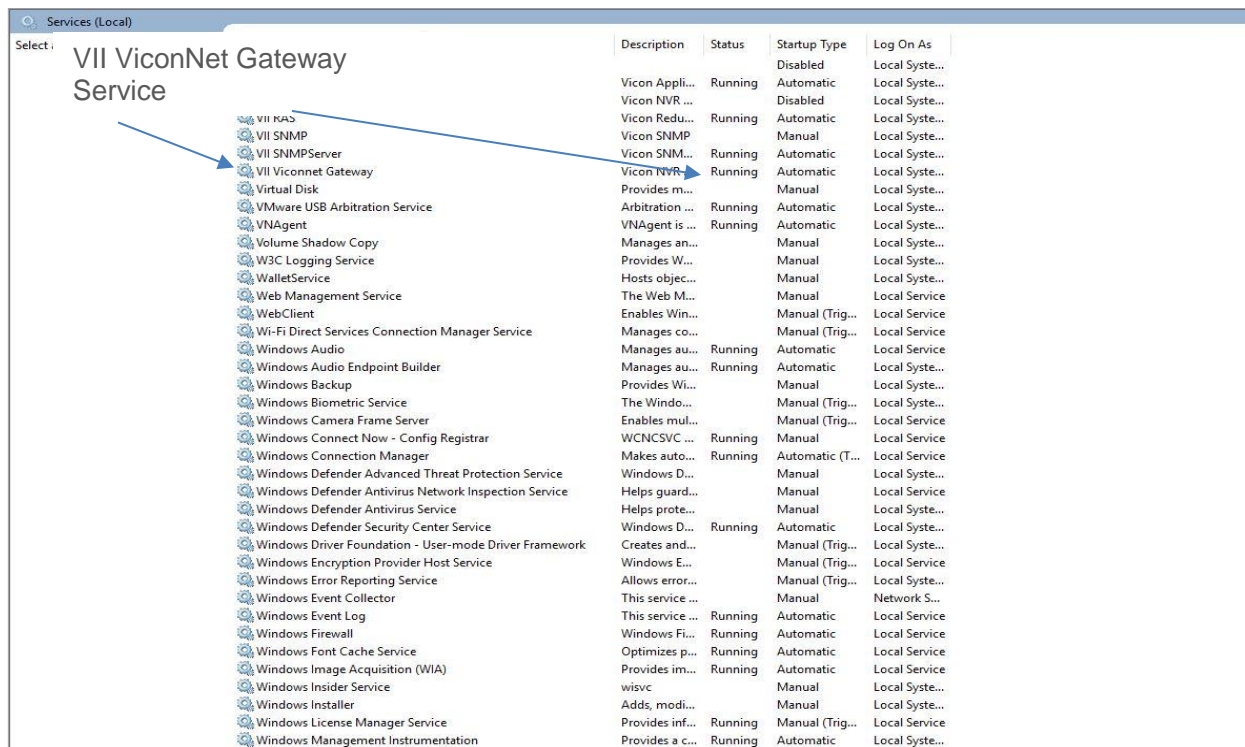 Services (Local)
Select
VII ViconNet Gateway
Service
Description Status Startup Type Log On As
Disabled Local Syste...
Vicon Appli... Running Automatic Local Syste...
Vicon NVR ... Disabled Local Syste...
VII RAS Vicon Redu... Running Automatic Local Syste...
VII SNMP Vicon SNMP Manual Local Syste...
VII SNMPServer Vicon SNM... Running Automatic Local Syste...
VII Viconnet Gateway Vicon NVR Running Automatic Local Syste...
Virtual Disk Provides m... Manual Local Syste...
VMware USB Arbitration Service Arbitration ... Running Automatic Local Syste...
VNAgent VNAgent is ... Running Automatic Local Syste...
Volume Shadow Copy Manages an... Manual Local Syste...
W3C Logging Service Provides W... Manual Local Syste...
WalletService Hosts objec... Manual Local Syste...
Web Management Service The Web M... Manual Local Service
WebClient Enables Win... Manual (Trig... Local Service
Wi-Fi Direct Services Connection Manager Service Manages co... Manual (Trig... Local Service
Windows Audio Manages au... Running Automatic Local Service
Windows Audio Endpoint Builder Manages au... Running Automatic Local Syste...
Windows Backup Provides Wi... Manual Local Syste...
Windows Biometric Service The Windo... Manual (Trig... Local Syste...
Windows Camera Frame Server Enables mul... Manual (Trig... Local Service
Windows Connect Now - Config Registrar WCNCSVC ... Running Manual Local Service
Windows Connection Manager Makes auto... Running Automatic (T... Local Service
Windows Defender Advanced Threat Protection Service Windows D... Manual Local Syste...
Windows Defender Antivirus Network Inspection Service Helps guard... Manual Local Service
Windows Defender Antivirus Service Helps prote... Manual Local Syste...
Windows Defender Security Center Service Windows D... Running Automatic Local Syste...
Windows Driver Foundation - User-mode Driver Framework Creates and... Manual (Trig... Local Syste...
Windows Encryption Provider Host Service Windows E... Manual (Trig... Local Service
Windows Error Reporting Service Allows error... Manual (Trig... Local Syste...
Windows Event Collector This service ... Manual Network S...
Windows Event Log This service ... Running Automatic Local Service
Windows Firewall Windows Fi... Running Automatic Local Service
Windows Font Cache Service Optimizes p... Running Automatic Local Service
Windows Image Acquisition (WIA) Provides im... Running Automatic Local Service
Windows Insider Service wisvc Manual Local Syste...
Windows Installer Adds, modi... Manual Local Syste...
Windows License Manager Service Provides inf... Running Manual (Trig... Local Service
Windows Management Instrumentation Provides a c... Running Automatic Local Syste...